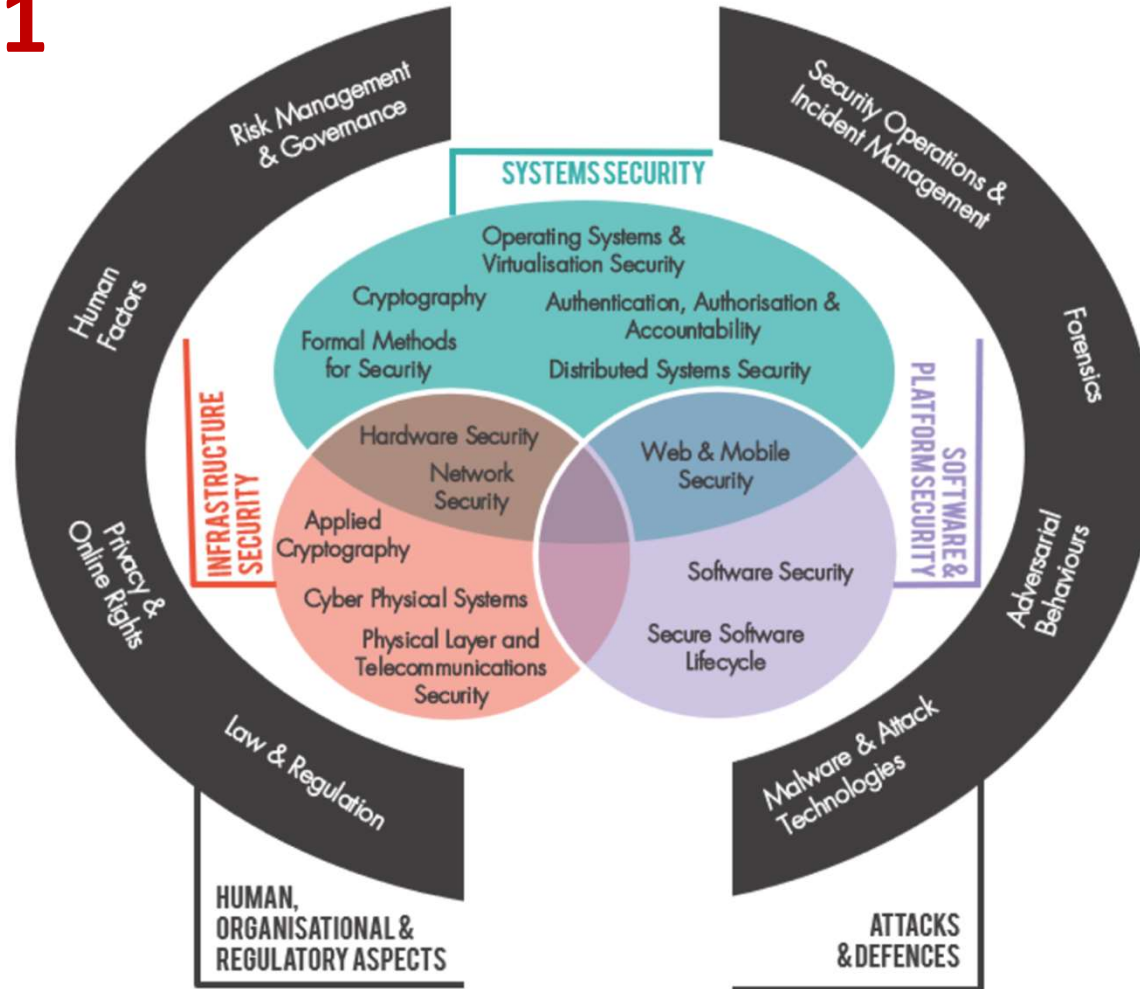 1
Risk Management
& Governance
Human
Factors
Privacy &
Online Rights
Law & Regulation
HUMAN,
ORGANISATIONAL &
REGULATORY ASPECTS
SYSTEMS SECURITY
Operating Systems &
Virtualisation Security
Cryptography
Authentication, Authorisation &
Accountability
Formal Methods
for Security
Distributed Systems Security
INFRASTRUCTURE
SECURITY
Hardware Security
Network
Security
Applied
Cryptography
Cyber Physical Systems
Physical Layer and
Telecommunications
Security
Web & Mobile
Security
Software Security
Secure Software
Lifecycle
SOFTWARE &
PLATFORM SECURITY
Security Operations &
Incident Management
Forensics
Adversarial
Behaviours
Malware & Attack
Technologies
ATTACKS
& DEFENCES